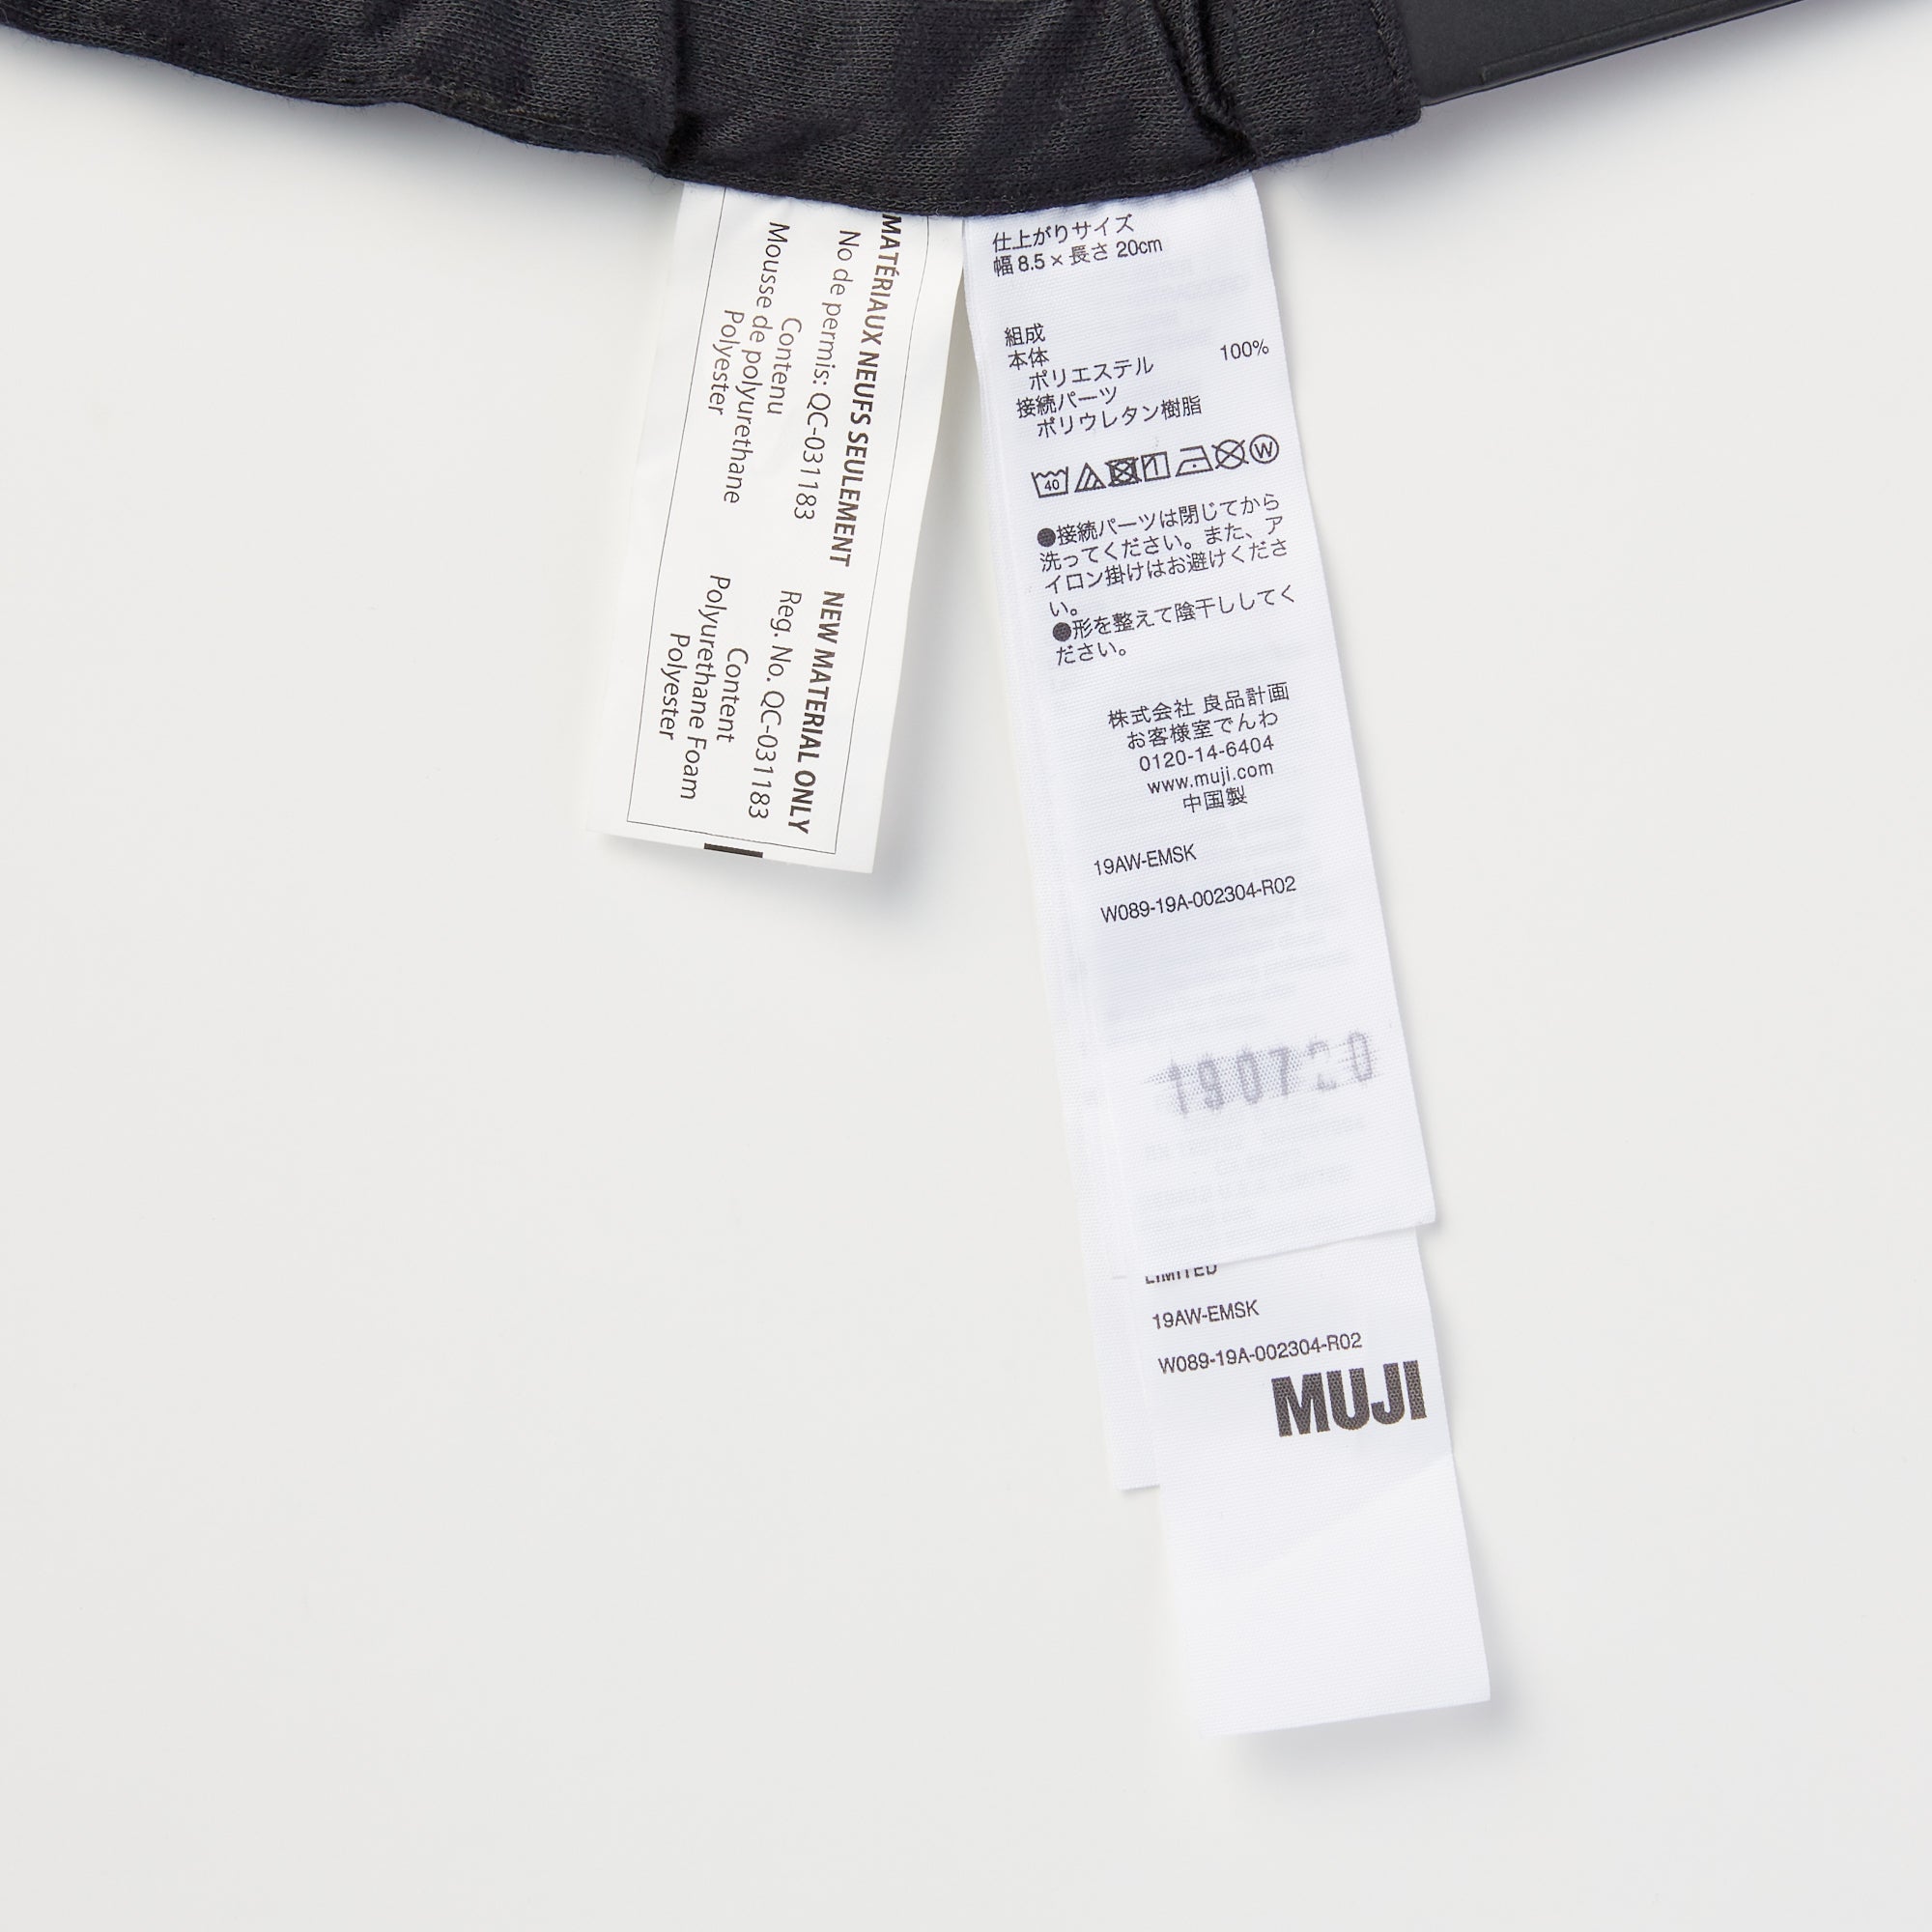 MATÉRIAUX NEUFS SEULEMENT
No de permis: QC-031183
Contenu
Mousse de polyurethane
Polyester
NEW MATERIAL ONLY
Reg. No. QC-031183
Content
Polyurethane Foam
Polyester
仕上がりサイズ
幅 8.5 × 長さ 20cm
組成
本体
ポリエステル 100%
接続パーツ
ポリウレタン樹脂
40 W
●接続パーツは閉じてから
洗ってください。また、ア
イロン掛けはお避けくださ
い。
●形を整えて陰干ししてく
ださい。
株式会社 良品計画
お客様室でんわ
0120-14-6404
www.muji.com
中国製
19AW-EMSK
W089-19A-002304-R02
190720
LIMITED
19AW-EMSK
W089-19A-002304-R02
MUJI